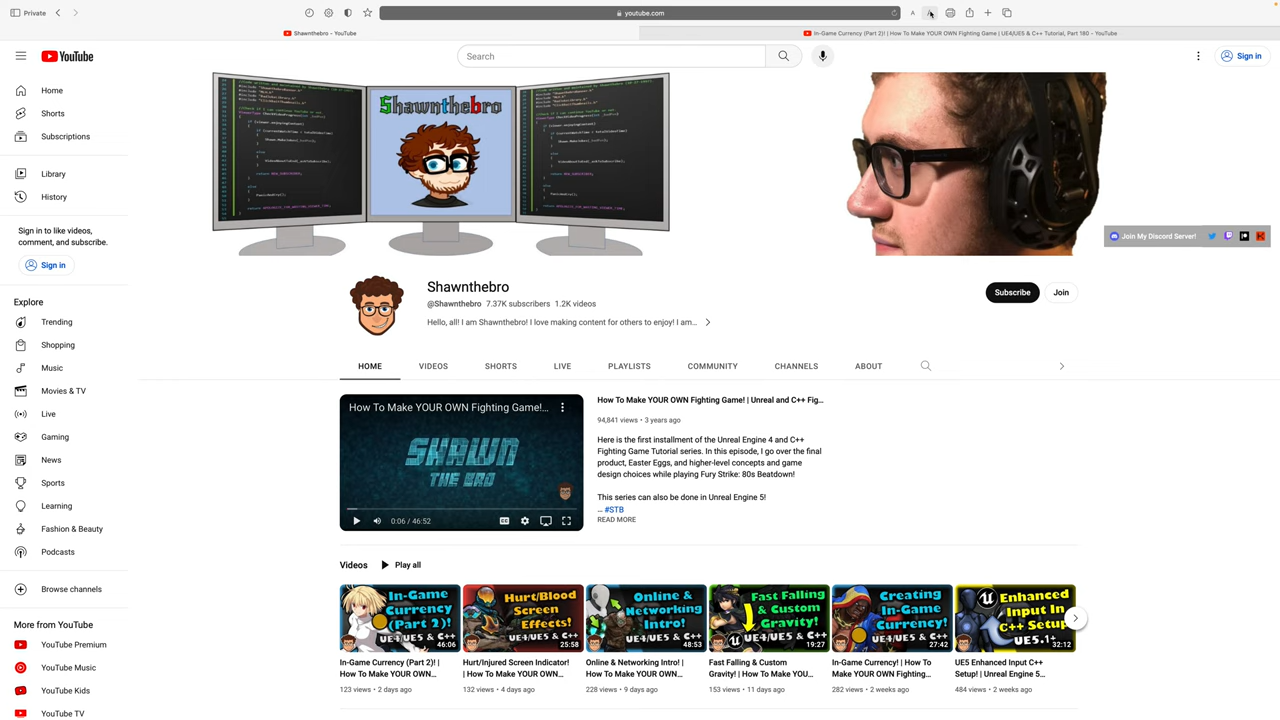 Private
youtube.com
A
Shawnthebro - YouTube
In-Game Currency (Part 2)! | How To Make YOUR OWN Fighting Game | UE4/UE5 & C++ Tutorial, Part 180 - YouTube
YouTube
Search
Sign in
Home
Shorts
Subscriptions
Library
History
Sign in to like videos,
comment, and subscribe.
Sign in
Explore
Trending
Shopping
Music
Movies & TV
Live
Gaming
News
Sports
Learning
Fashion & Beauty
Podcasts
Browse channels
More from YouTube
YouTube Premium
YouTube Music
YouTube Kids
YouTube TV
Shawnthebro
Join My Discord Server!
Shawnthebro
@Shawnthebro 7.37K subscribers 1.2K videos
Hello, all! I am Shawnthebro! I love making content for others to enjoy! I am...
Subscribe
Join
HOME
VIDEOS
SHORTS
LIVE
PLAYLISTS
COMMUNITY
CHANNELS
ABOUT
How To Make YOUR OWN Fighting Game!...
SHAWN
THE BRO
0:06 / 46:52
How To Make YOUR OWN Fighting Game! | Unreal and C++ Fig...
94,841 views • 3 years ago
Here is the first installment of the Unreal Engine 4 and C++
Fighting Game Tutorial series. In this episode, I go over the final
product, Easter Eggs, and higher-level concepts and game
design choices while playing Fury Strike: 80s Beatdown!
This series can also be done in Unreal Engine 5!
... #STB
READ MORE
Videos
Play all
In-Game
Currency
(Part 2)!
UE4/UE5 & C++
46:06
Hurt/Blood
Screen
Effects!
UE4/UE5 & C++
25:58
Online &
Networking
Intro!
UE4/UE5 & C++
48:53
Fast Falling
& Custom
Gravity!
UE4/UE5 & C++
19:27
Creating
In-Game
Currency!
UE4/UE5 & C++
27:42
Enhanced
Input In
C++ Setup!
UE5.1+
32:12
In-Game Currency (Part 2)! |
How To Make YOUR OWN...
123 views • 2 days ago
Hurt/Injured Screen Indicator!
| How To Make YOUR OWN...
132 views • 4 days ago
Online & Networking Intro! |
How To Make YOUR OWN...
228 views • 9 days ago
Fast Falling & Custom
Gravity! | How To Make YOU...
153 views • 11 days ago
In-Game Currency! | How To
Make YOUR OWN Fighting...
282 views • 2 weeks ago
UE5 Enhanced Input C++
Setup! | Unreal Engine 5...
484 views • 2 weeks ago